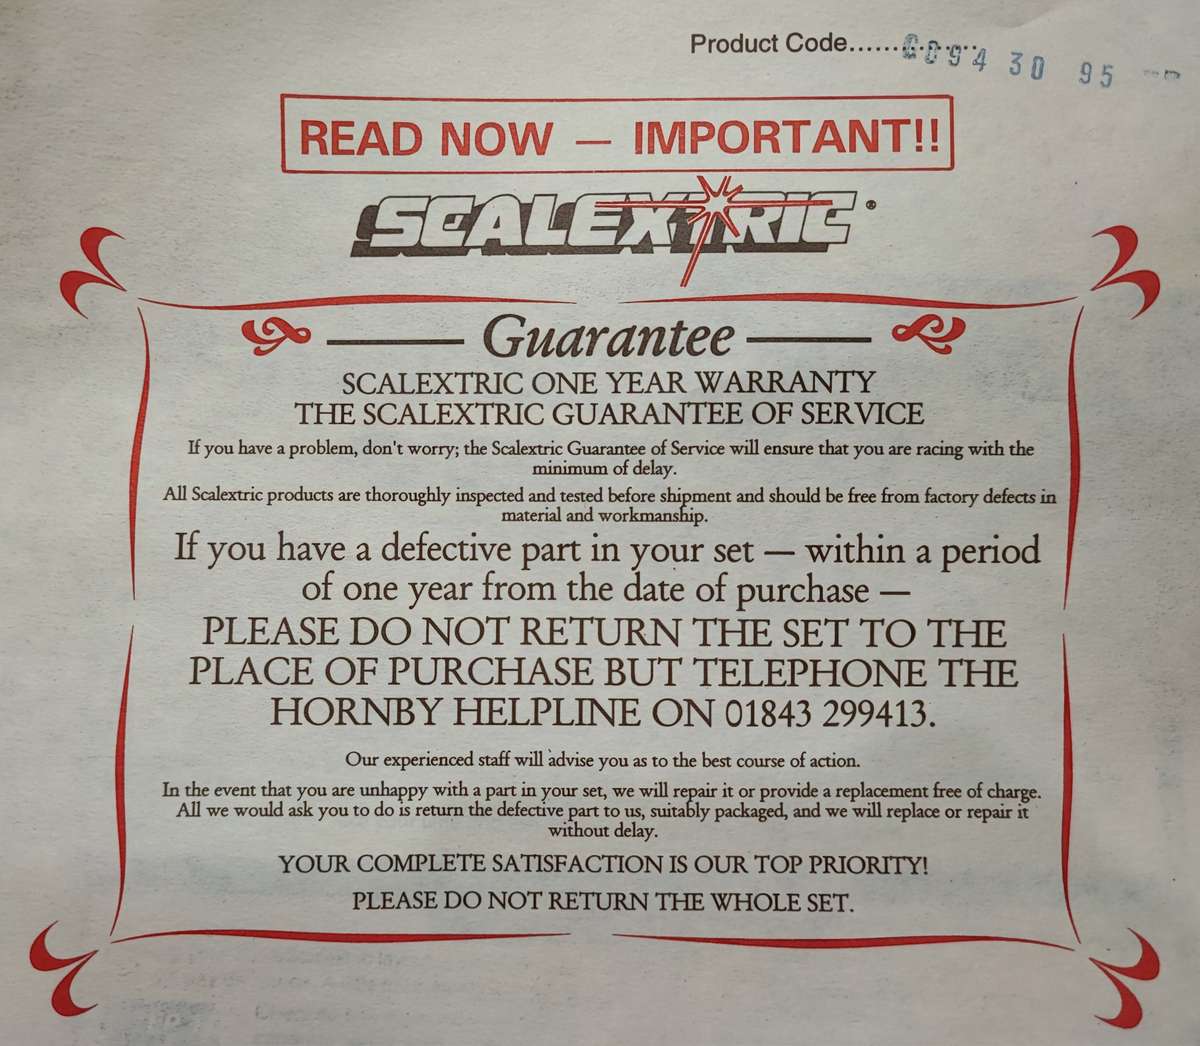 Product Code............... C094 30 95
READ NOW — IMPORTANT!!
SCALEXTRIC®
Guarantee
SCALEXTRIC ONE YEAR WARRANTY
THE SCALEXTRIC GUARANTEE OF SERVICE
If you have a problem, don't worry; the Scalextric Guarantee of Service will ensure that you are racing with the
minimum of delay.
All Scalextric products are thoroughly inspected and tested before shipment and should be free from factory defects in
material and workmanship.
If you have a defective part in your set — within a period
of one year from the date of purchase —
PLEASE DO NOT RETURN THE SET TO THE
PLACE OF PURCHASE BUT TELEPHONE THE
HORNBY HELPLINE ON 01843 299413.
Our experienced staff will advise you as to the best course of action.
In the event that you are unhappy with a part in your set, we will repair it or provide a replacement free of charge.
All we would ask you to do is return the defective part to us, suitably packaged, and we will replace or repair it
without delay.
YOUR COMPLETE SATISFACTION IS OUR TOP PRIORITY!
PLEASE DO NOT RETURN THE WHOLE SET.